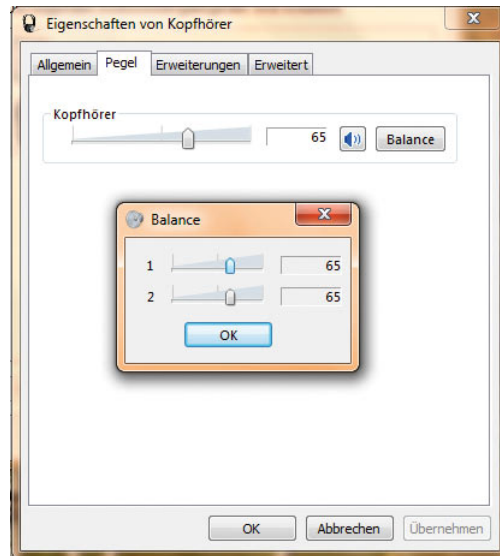 Eigenschaften von Kopfhörer
Allgemein Pegel Erweiterungen Erweitert
Kopfhörer
65 Balance
Balance
1 65
2 65
OK
OK Abbrechen Übernehmen